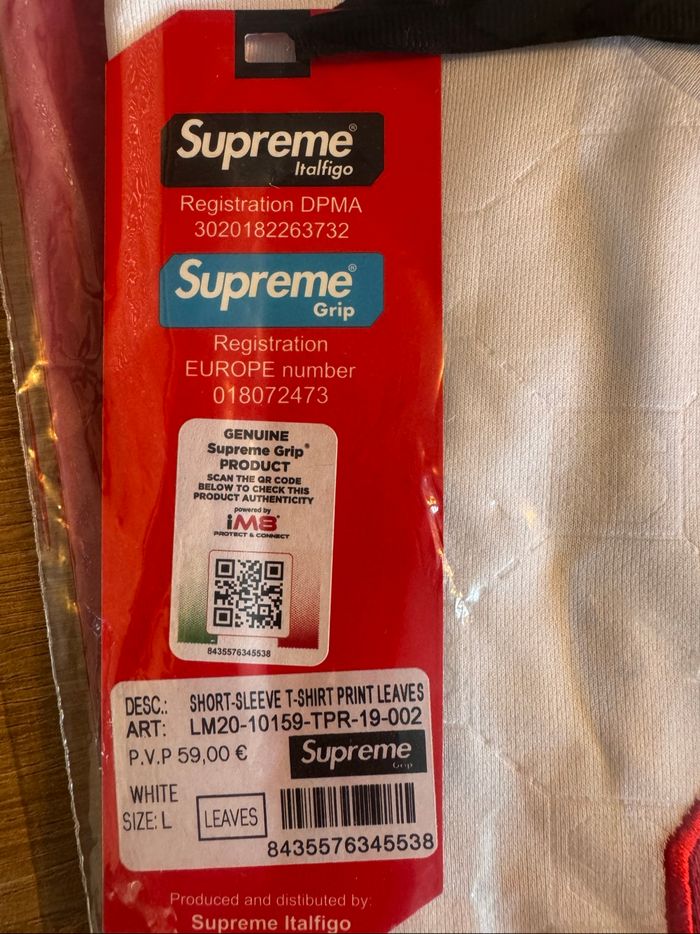 Supreme®
Italfigo
Registration DPMA
3020182263732
Supreme®
Grip
Registration
EUROPE number
018072473
GENUINE
Supreme Grip®
PRODUCT
SCAN THE QR CODE
BELOW TO CHECK THIS
PRODUCT AUTHENTICITY
powered by
iM8
PROTECT & CONNECT
8435576345538
DESC.: SHORT-SLEEVE T-SHIRT PRINT LEAVES
ART: LM20-10159-TPR-19-002
P.V.P 59,00 € Supreme
Grip
WHITE
SIZE: L LEAVES
8435576345538
Produced and distibuted by:
Supreme Italfigo